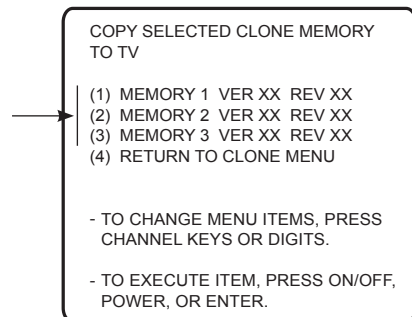 COPY SELECTED CLONE MEMORY
TO TV
(1) MEMORY 1 VER XX REV XX
(2) MEMORY 2 VER XX REV XX
(3) MEMORY 3 VER XX REV XX
(4) RETURN TO CLONE MENU
- TO CHANGE MENU ITEMS, PRESS
CHANNEL KEYS OR DIGITS.
- TO EXECUTE ITEM, PRESS ON/OFF,
POWER, OR ENTER.